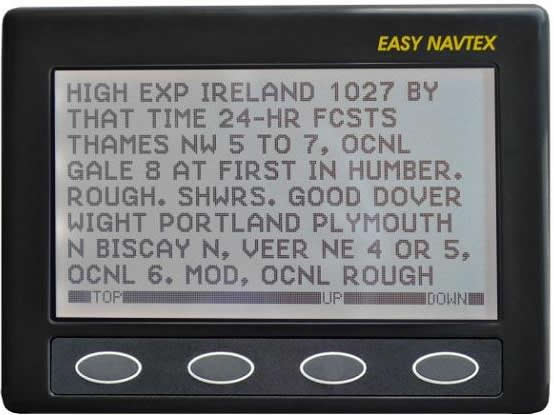 EASY NAVTEX
HIGH EXP IRELAND 1027 BY
THAT TIME 24-HR FCSTS
THAMES NW 5 TO 7, OCNL
GALE 8 AT FIRST IN HUMBER.
ROUGH. SHWRS. GOOD DOVER
WIGHT PORTLAND PLYMOUTH
N BISCAY N, VEER NE 4 OR 5,
OCNL 6. MOD, OCNL ROUGH
TOP UP DOWN